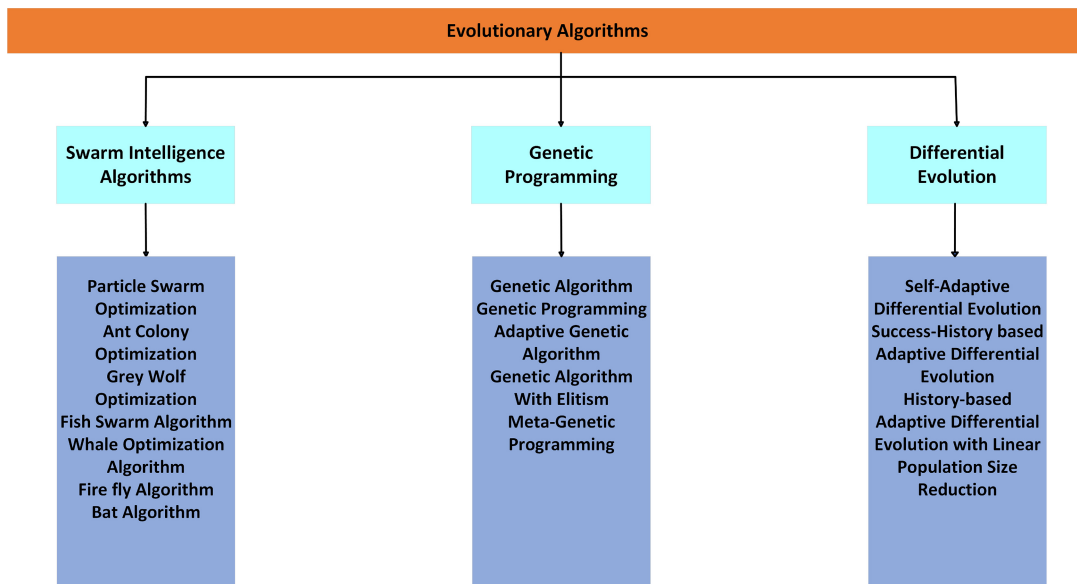 Evolutionary Algorithms
Swarm Intelligence
Algorithms
Genetic
Programming
Differential
Evolution
Particle Swarm
Optimization
Ant Colony
Optimization
Grey Wolf
Optimization
Fish Swarm Algorithm
Whale Optimization
Algorithm
Fire fly Algorithm
Bat Algorithm
Genetic Algorithm
Genetic Programming
Adaptive Genetic
Algorithm
Genetic Algorithm
With Elitism
Meta-Genetic
Programming
Self-Adaptive
Differential Evolution
Success-History based
Adaptive Differential
Evolution
History-based
Adaptive Differential
Evolution with Linear
Population Size
Reduction